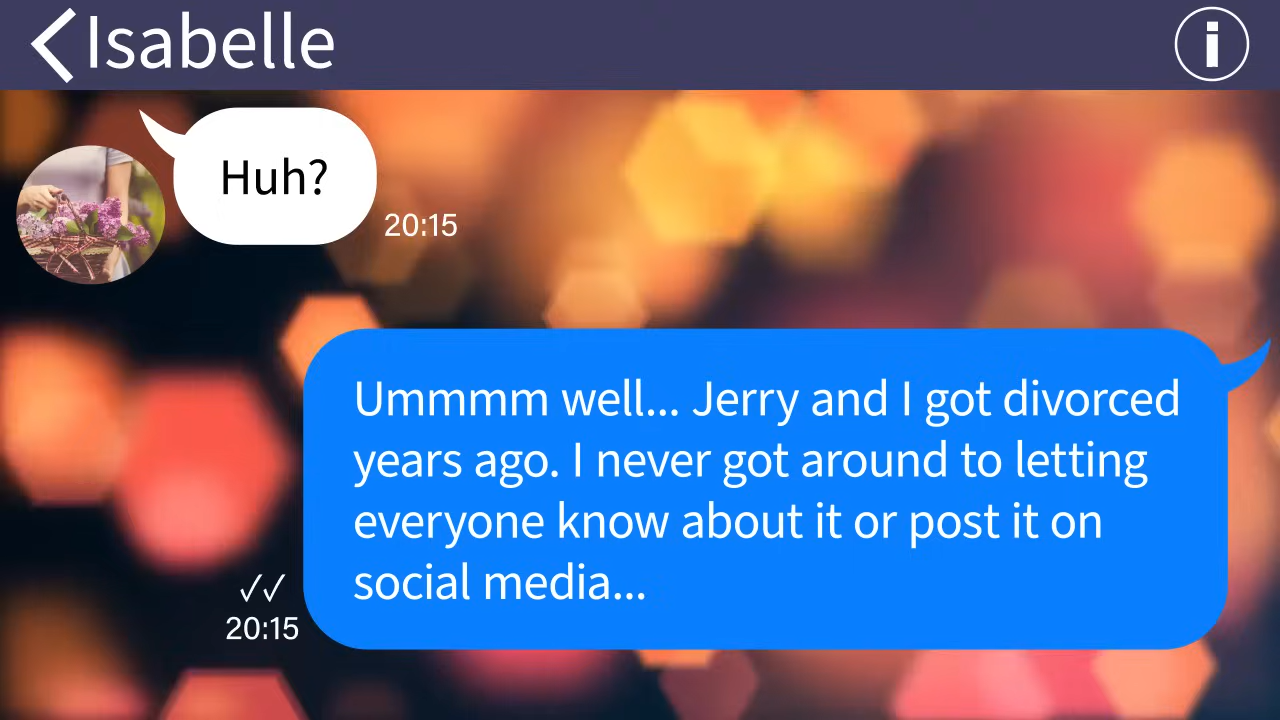 Isabelle
Huh?
20:15
Ummmm well... Jerry and I got divorced
years ago. I never got around to letting
everyone know about it or post it on
social media...
20:15